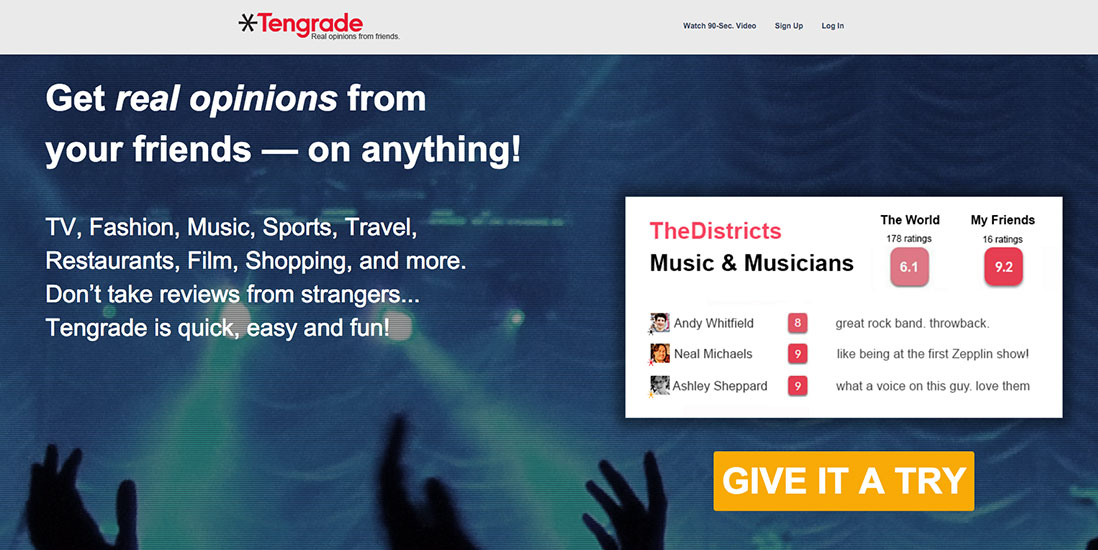 *Tengrade
Real opinions from friends.
Watch 90-Sec. Video Sign Up Log In
Get real opinions from
your friends — on anything!
TV, Fashion, Music, Sports, Travel,
Restaurants, Film, Shopping, and more.
Don't take reviews from strangers...
Tengrade is quick, easy and fun!
TheDistricts
Music & Musicians
The World
178 ratings
6.1
My Friends
16 ratings
9.2
Andy Whitfield 8 great rock band. throwback.
Neal Michaels 9 like being at the first Zepplin show!
Ashley Sheppard 9 what a voice on this guy. love them
GIVE IT A TRY